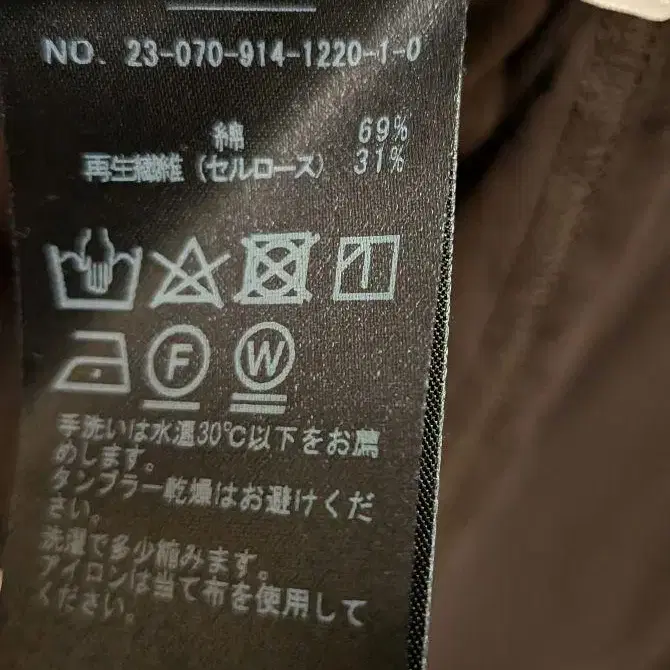 NO. 23-070-914-1220-1-0
綿 69%
再生繊維（セルロース） 31%
F W
手洗いは水温30℃以下をお薦
めします。
タンブラー乾燥はお避けくだ
さい。
洗濯で多少縮みます。
アイロンは当て布を使用して
ください。